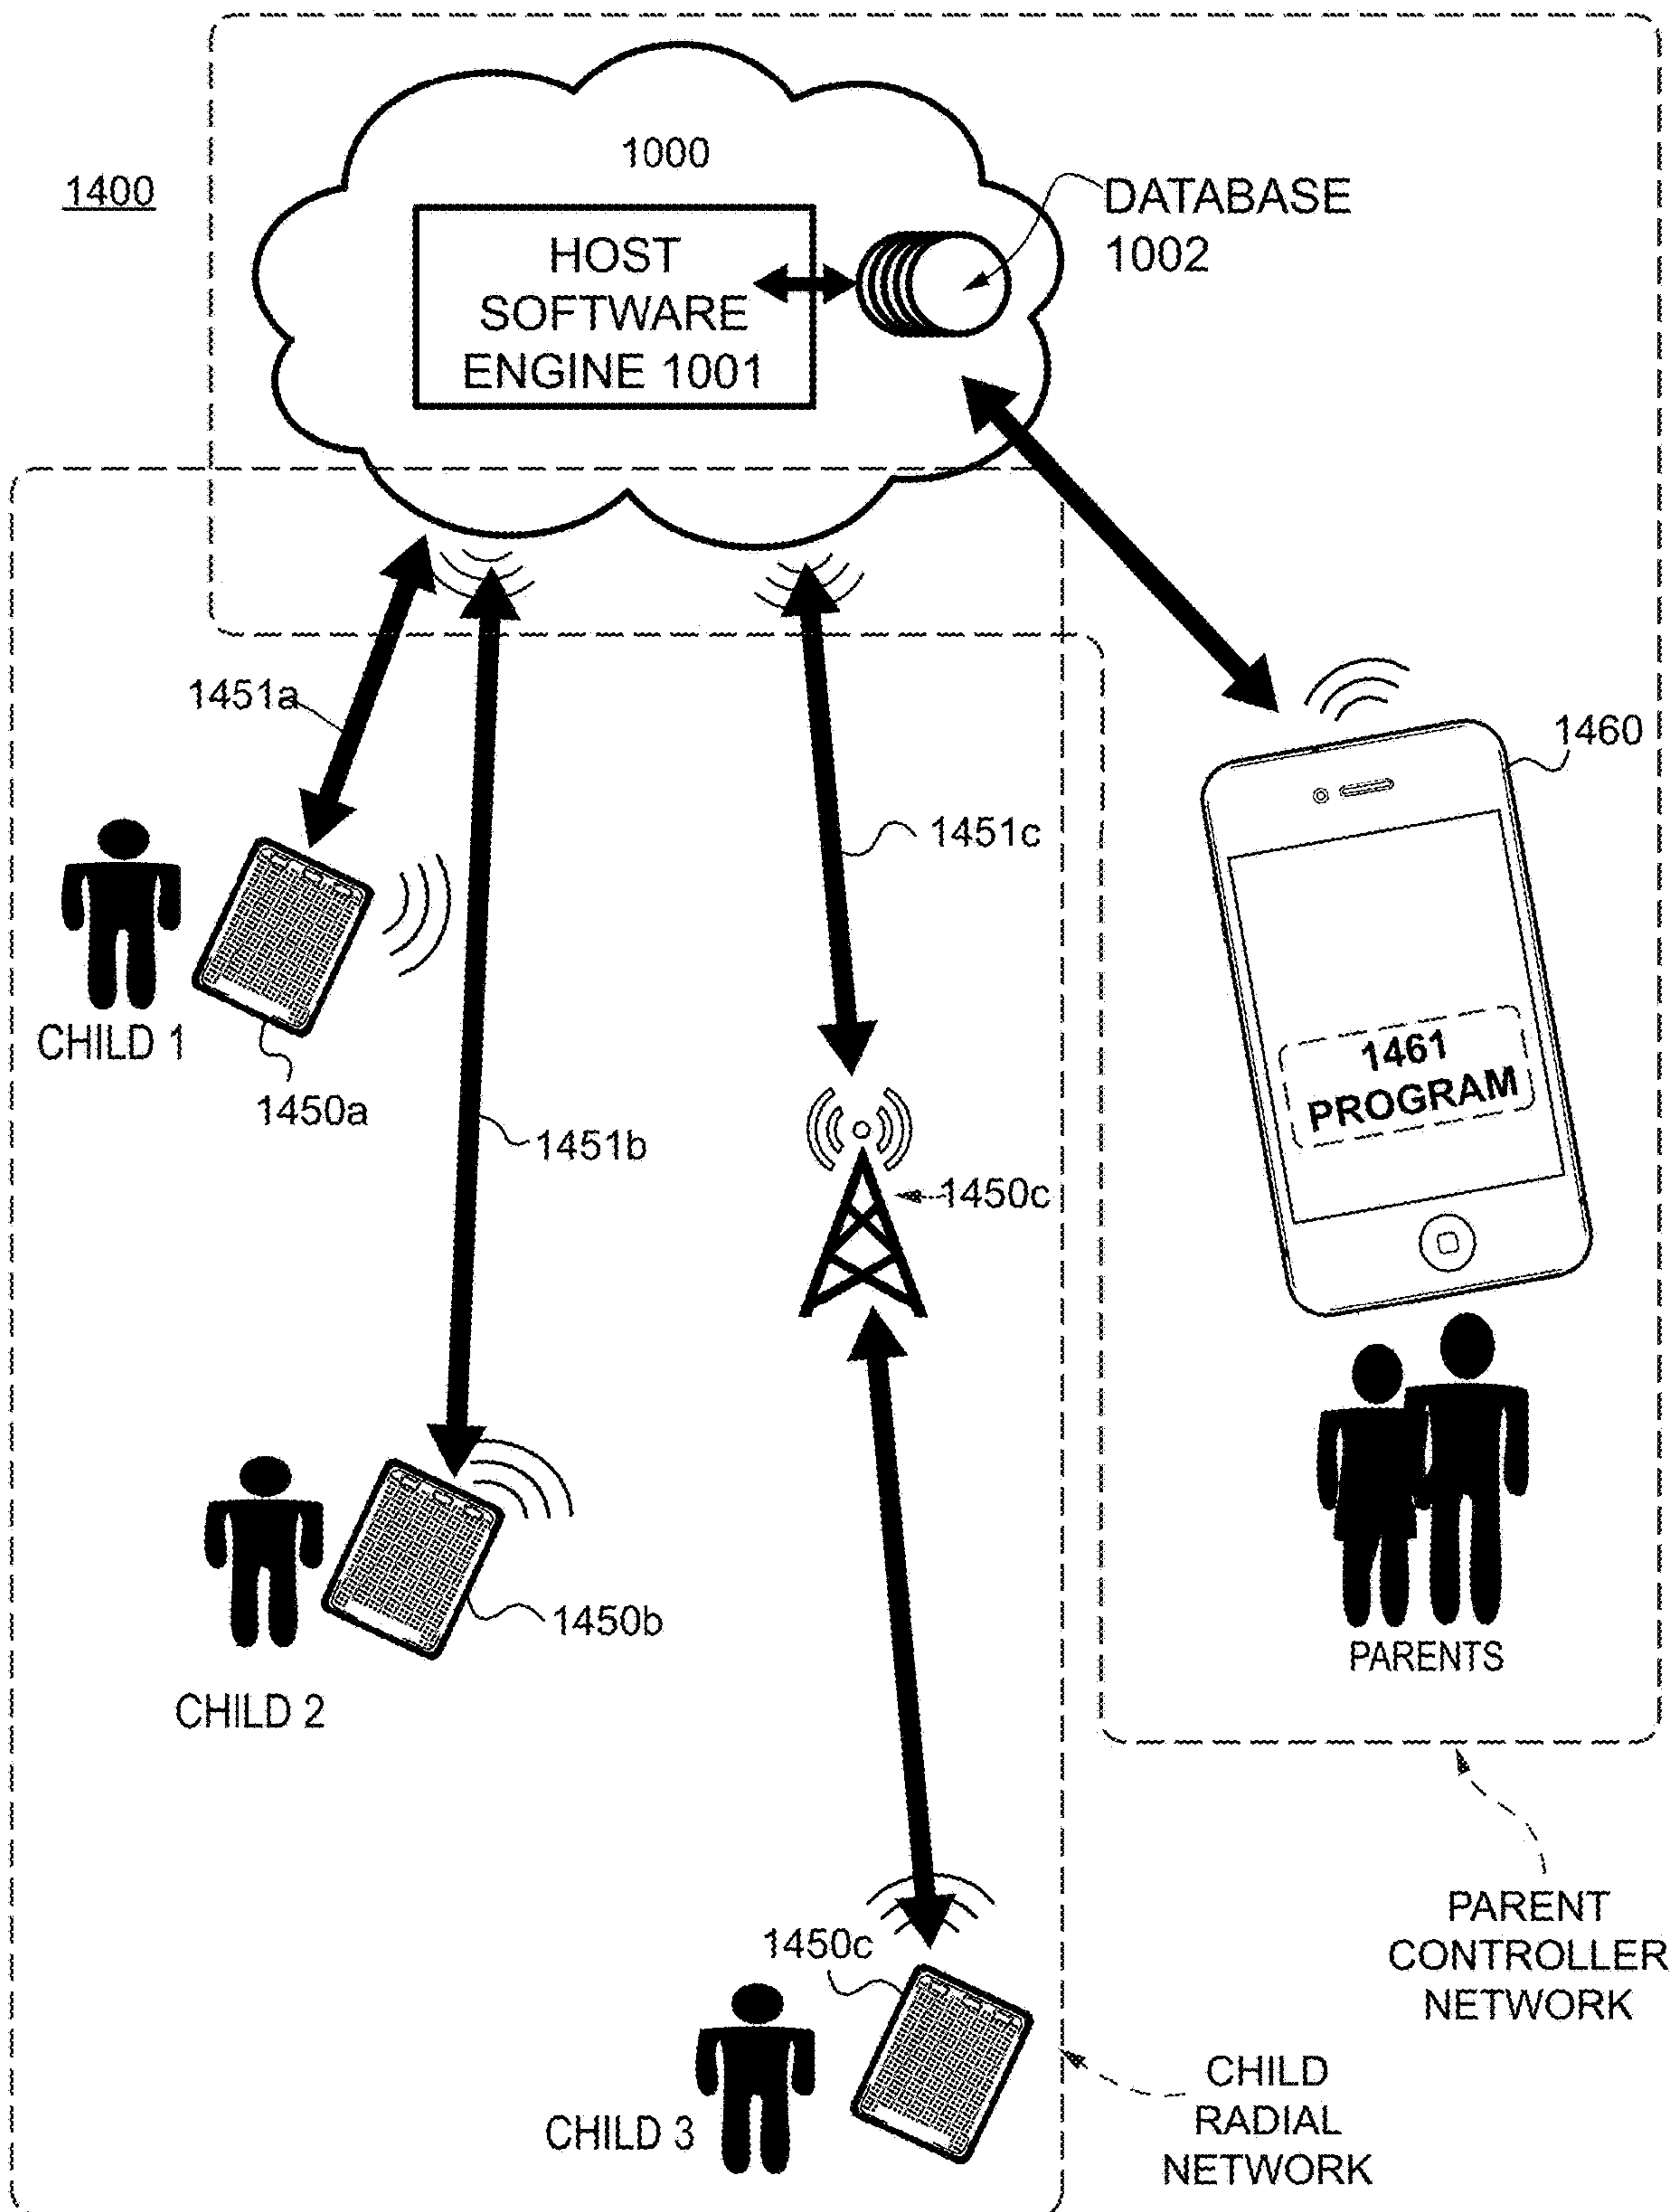 1000
1400
DATABASE
1002
HOST
SOFTWARE
ENGINE 1001
1451a
1460
1451c
CHILD 1
1461
PROGRAM
1450a
1451b
1450c
1450b
PARENTS
CHILD 2
PARENT
CONTROLLER
NETWORK
1450c
CHILD
RADIAL
NETWORK
CHILD 3